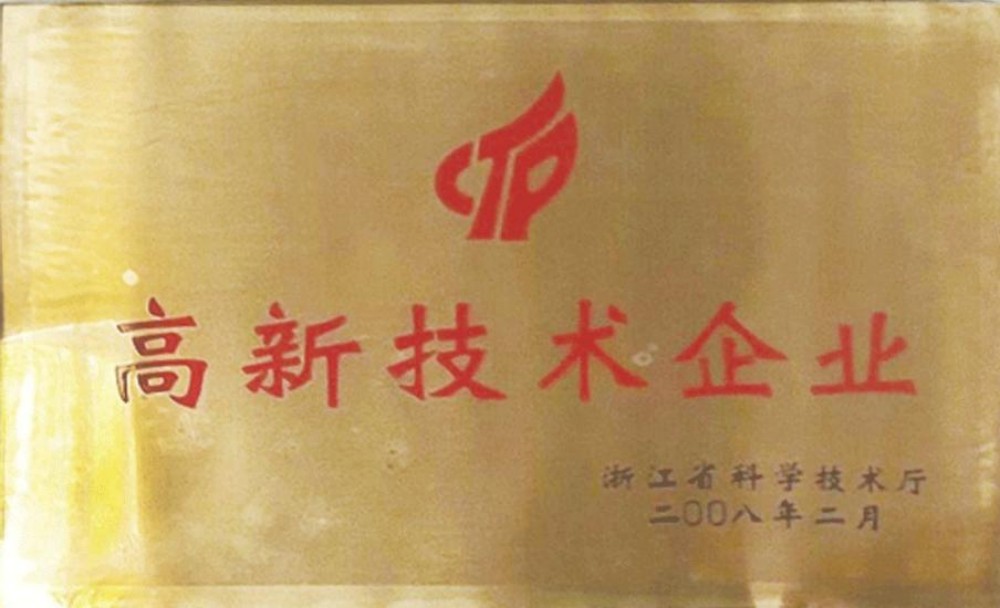 高新技术企业
浙江省科学技术厅
二00八年二月